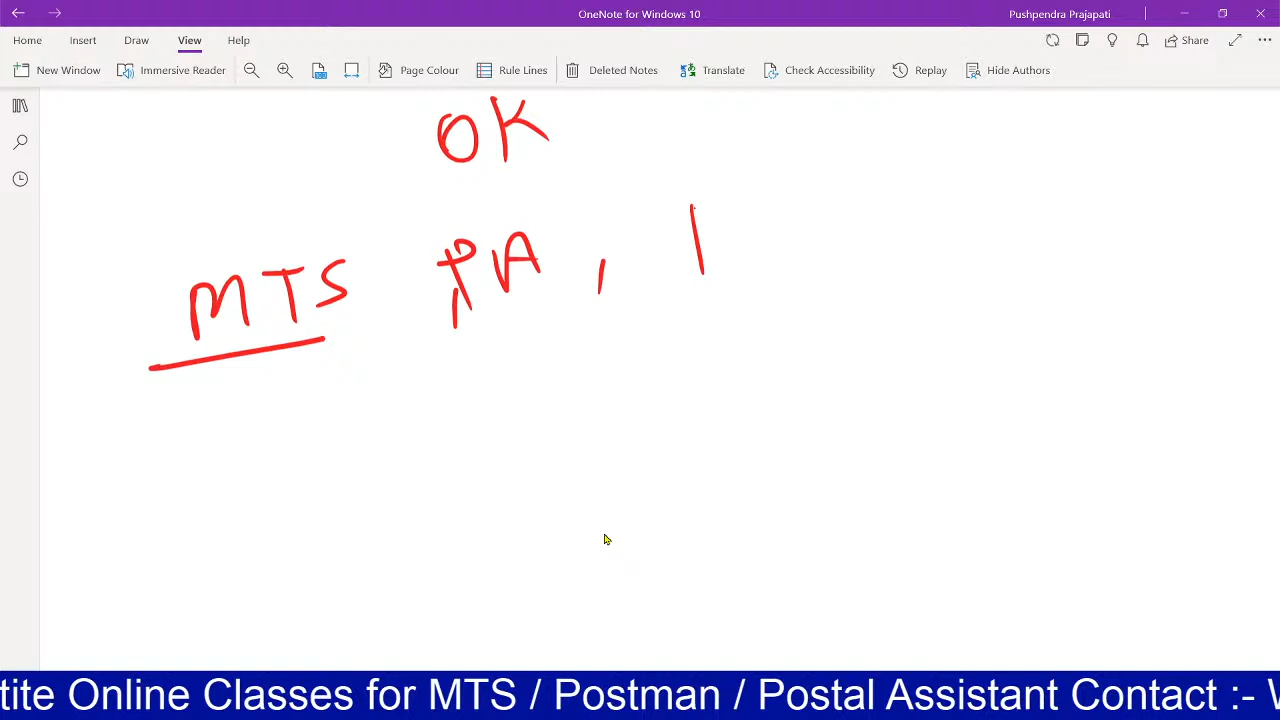 OneNote for Windows 10
Pushpendra Prajapati
Home Insert Draw View Help
Share
New Window Immersive Reader Page Colour Rule Lines Deleted Notes Translate Check Accessibility Replay Hide Authors
OK
MTS PA ,
tite Online Classes for MTS / Postman / Postal Assistant Contact :- W